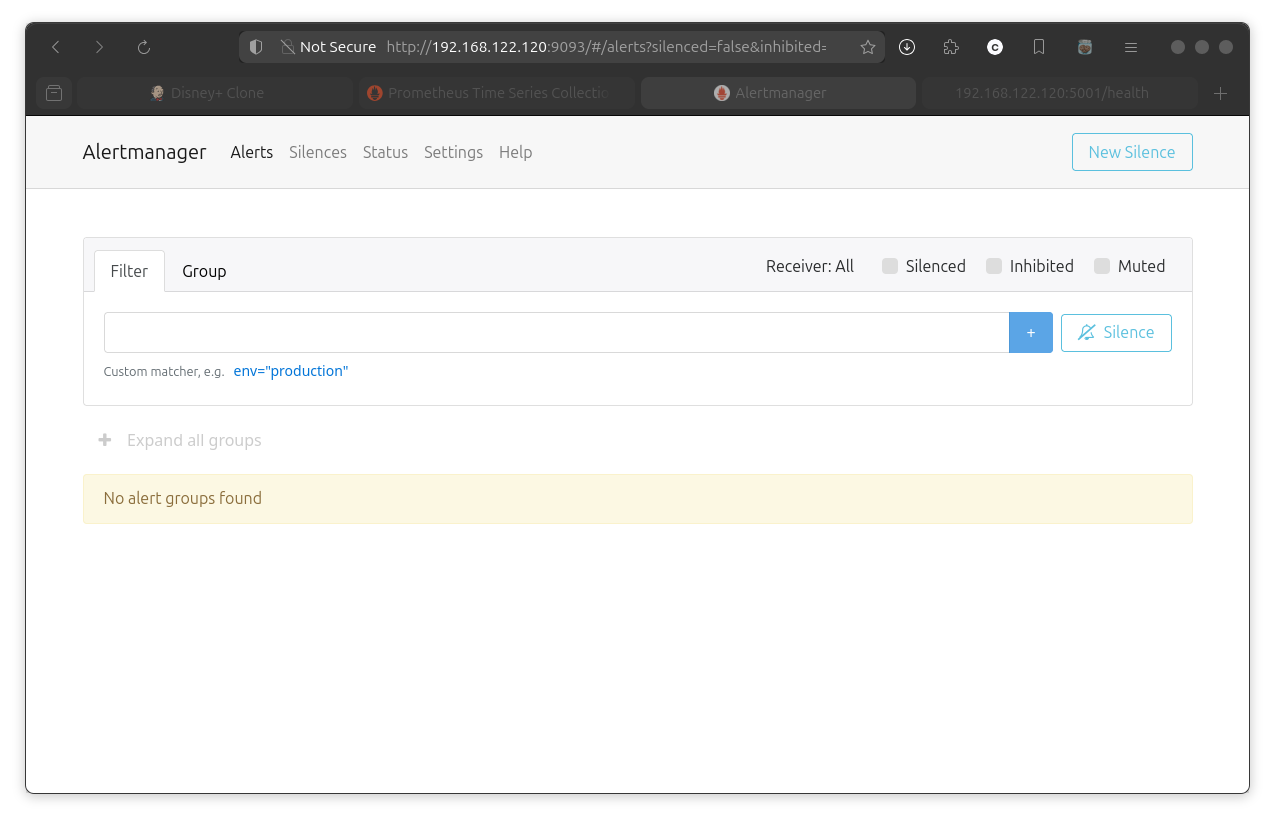 Not Secure http://192.168.122.120:9093/#/alerts?silenced=false&inhibited=
Disney+ Clone
Prometheus Time Series Collectio
Alertmanager
192.168.122.120:5001/health
Alertmanager Alerts Silences Status Settings Help New Silence
Filter Group Receiver: All Silenced Inhibited Muted
+ Silence
Custom matcher, e.g. env="production"
+ Expand all groups
No alert groups found